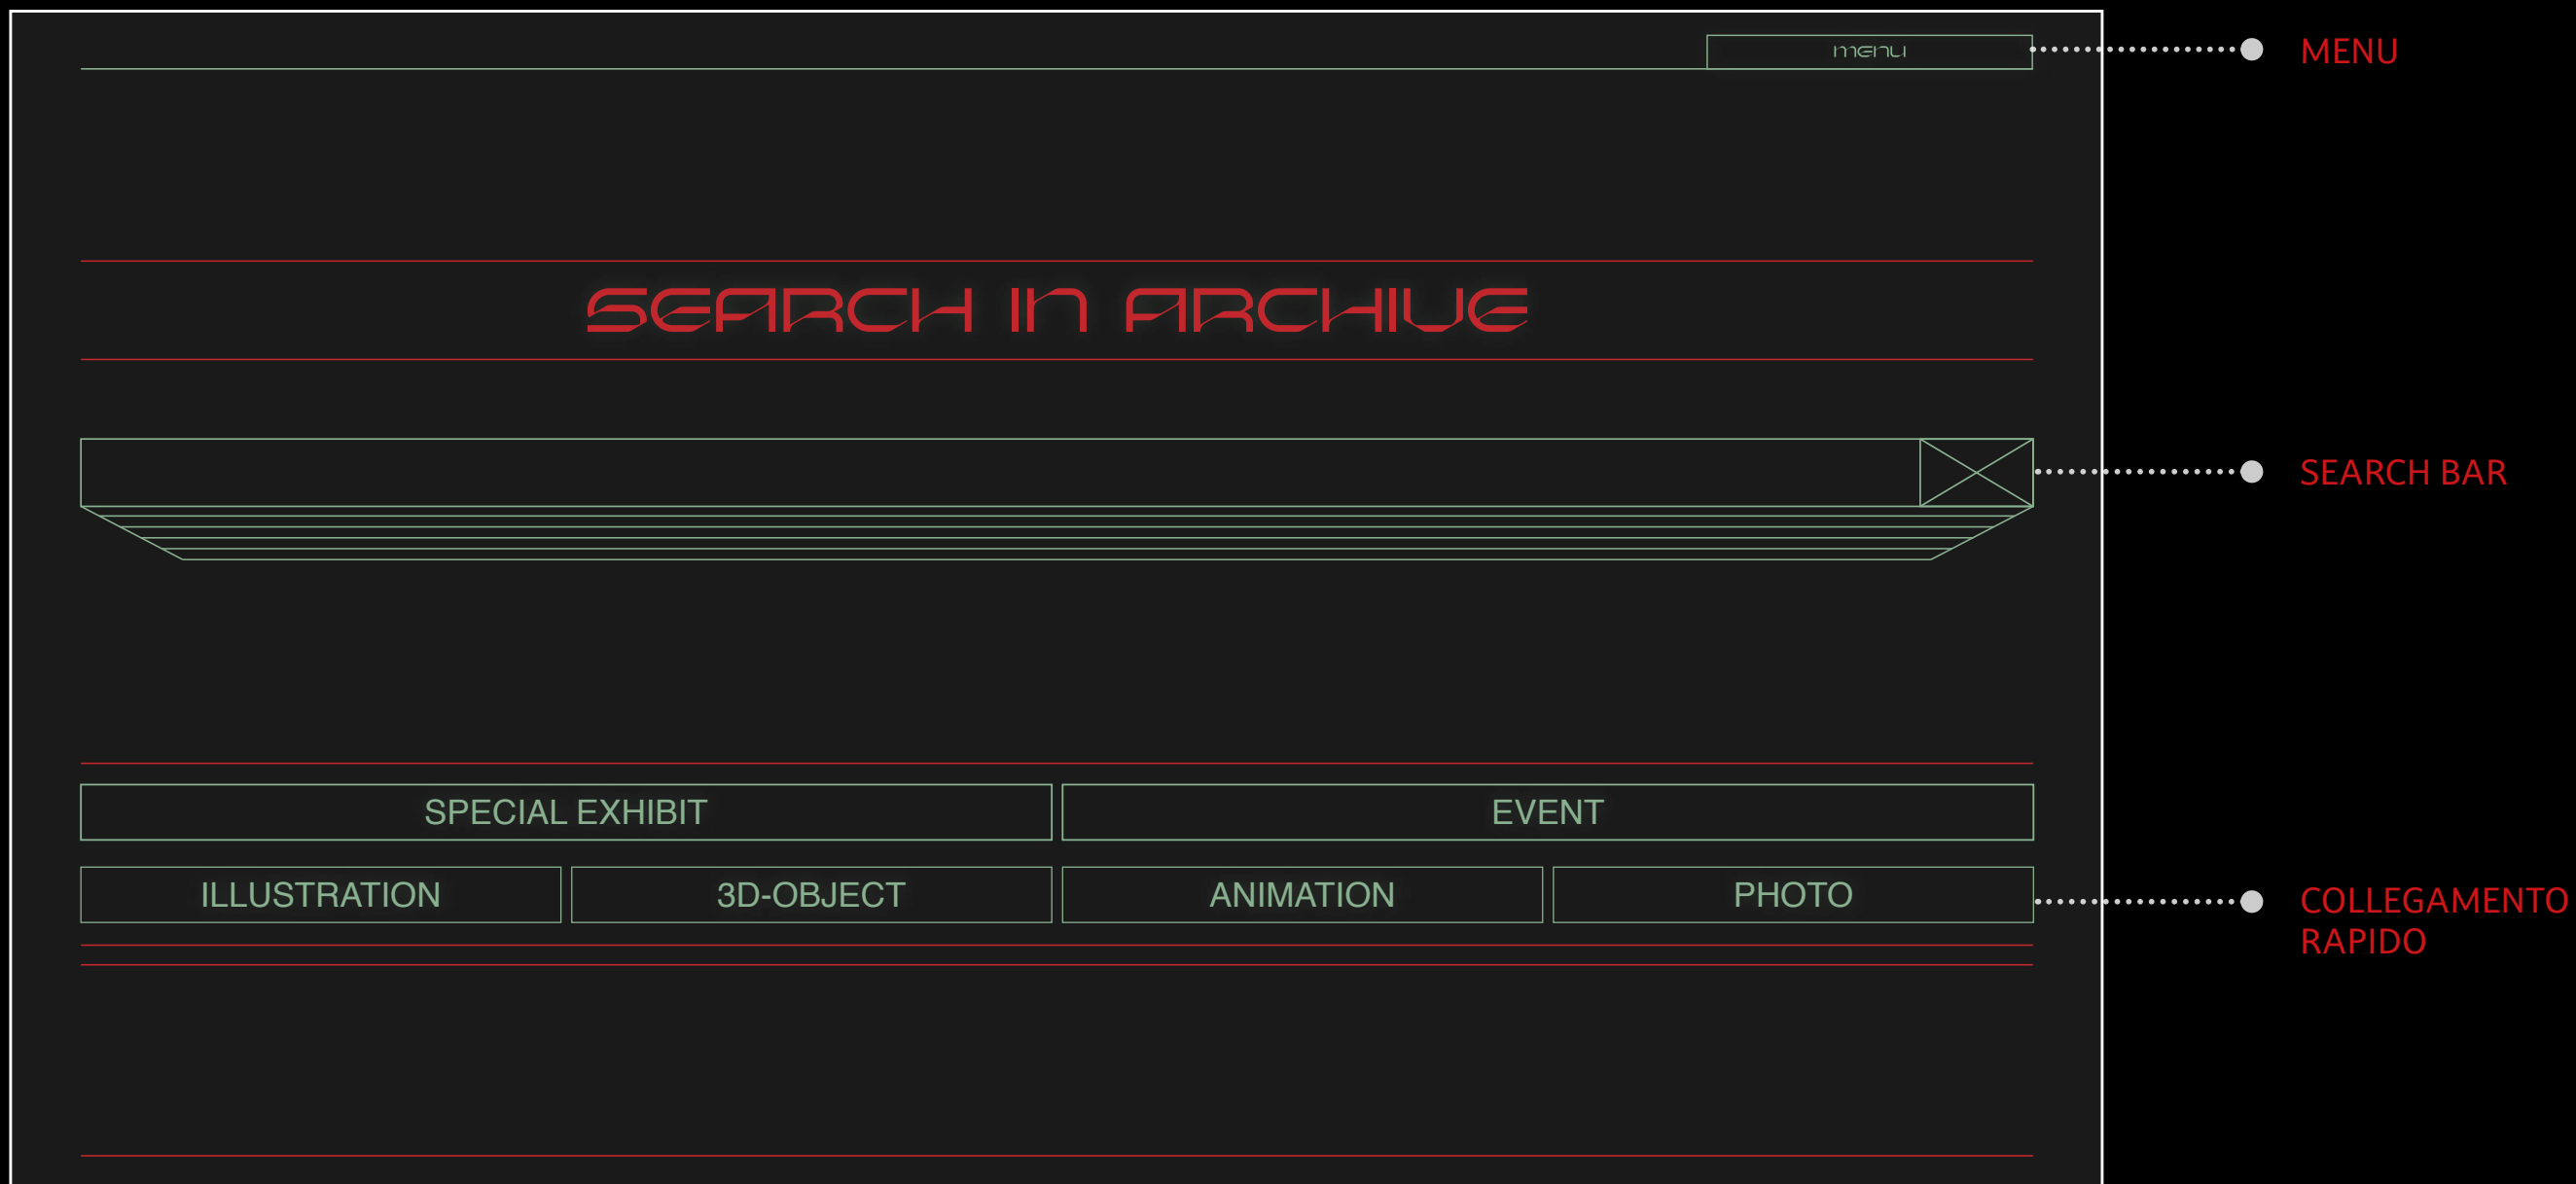 menu
MENU
SEARCH IN ARCHIVE
SEARCH BAR
SPECIAL EXHIBIT
EVENT
ILLUSTRATION
3D-OBJECT
ANIMATION
PHOTO
COLLEGAMENTO
RAPIDO